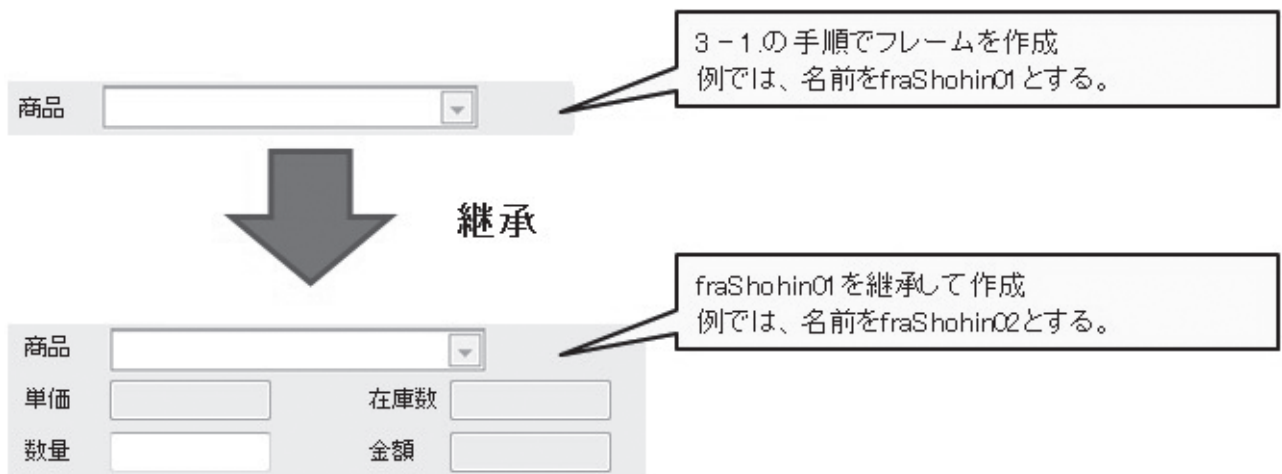 3－1.の手順でフレームを作成
例では、名前をfraShohin01とする。
商品
継承
fraShohin01を継承して作成
例では、名前をfraShohin02とする。
商品
単価 在庫数
数量 金額